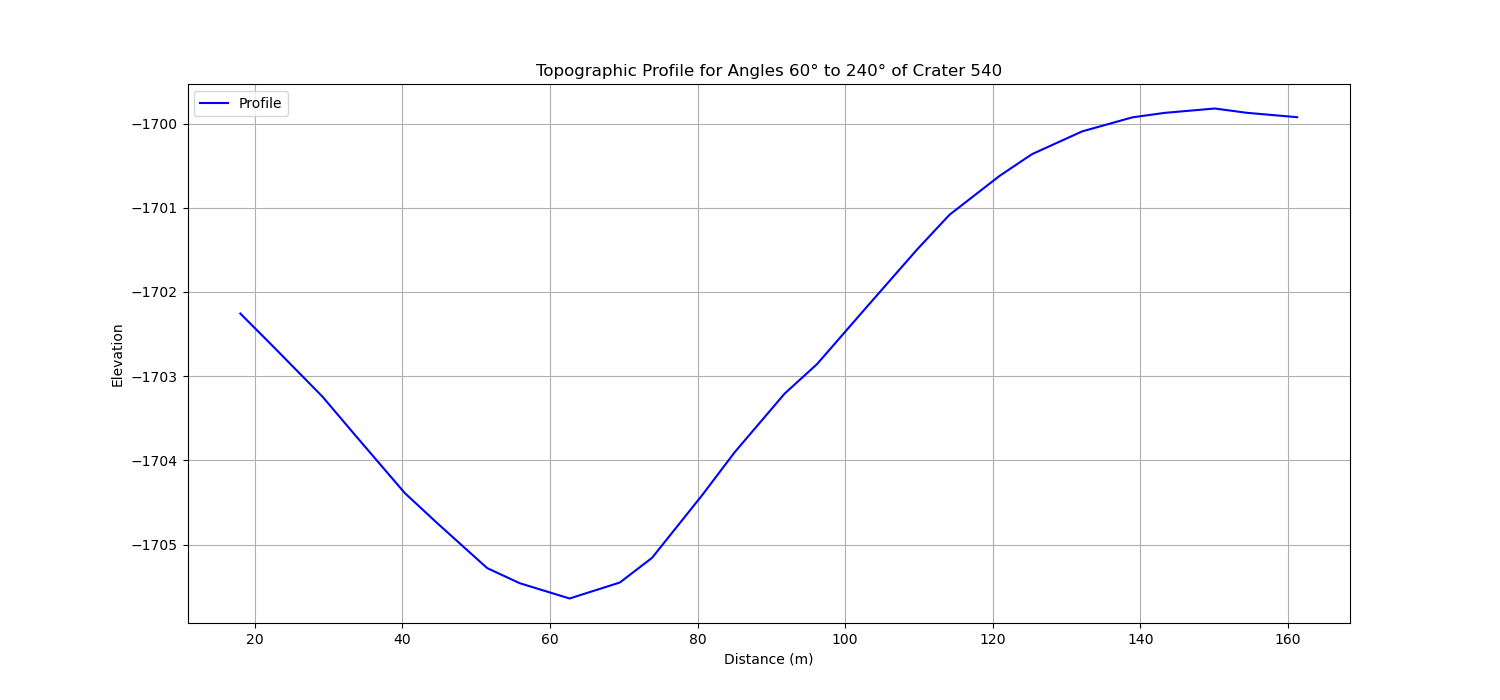 Topographic Profile for Angles 60° to 240° of Crater 540
Profile
−1700
−1701
−1702
−1703
−1704
−1705
Elevation
20 40 60 80 100 120 140 160
Distance (m)